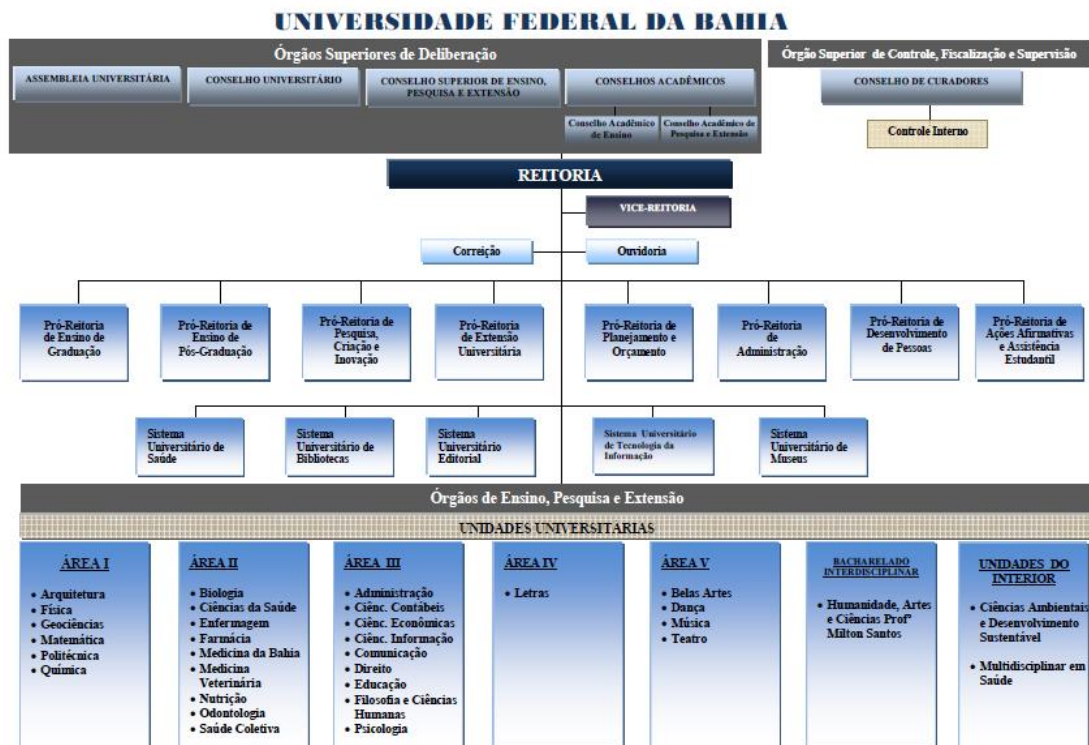 UNIVERSIDADE FEDERAL DA BAHIA
Órgãos Superiores de Deliberação
ASSEMBLEIA UNIVERSITÁRIA
CONSELHO UNIVERSITÁRIO
CONSELHO SUPERIOR DE ENSINO,
PESQUISA E EXTENSÃO
CONSELHOS ACADÊMICOS
Conselho Acadêmico
de Ensino
Conselho Acadêmico de
Pesquisa e Extensão
Órgão Superior de Controle, Fiscalização e Supervisão
CONSELHO DE CURADORES
Controle Interno
REITORIA
VICE-REITORIA
Correição
Ouvidoria
Pró-Reitoria
de Ensino de
Graduação
Pró-Reitoria de
Ensino de
Pós-Graduação
Pró-Reitoria de
Pesquisa,
Criação e
Inovação
Pró-Reitoria
de Extensão
Universitária
Pró-Reitoria de
Planejamento e
Orçamento
Pró-Reitoria
de
Administração
Pró-Reitoria de
Desenvolvimento
de Pessoas
Pró-Reitoria de
Ações Afirmativas
e Assistência
Estudantil
Sistema
Universitário de
Saúde
Sistema
Universitário de
Bibliotecas
Sistema
Universitário
Editorial
Sistema Universitário
de Tecnologia da
Informação
Sistema
Universitário de
Museus
Órgãos de Ensino, Pesquisa e Extensão
UNIDADES UNIVERSITÁRIAS
ÁREA I
• Arquitetura
• Física
• Geociências
• Matemática
• Politécnica
• Química
ÁREA II
• Biologia
• Ciências da Saúde
• Enfermagem
• Farmácia
• Medicina da Bahia
• Medicina
Veterinária
• Nutrição
• Odontologia
• Saúde Coletiva
ÁREA III
• Administração
• Ciênc. Contábeis
• Ciênc. Econômicas
• Ciênc. Informação
• Comunicação
• Direito
• Educação
• Filosofia e Ciências
Humanas
• Psicologia
ÁREA IV
• Letras
ÁREA V
• Belas Artes
• Dança
• Música
• Teatro
BACHARELADO
INTERDISCIPLINAR
• Humanidade, Artes
e Ciências Profº
Milton Santos
UNIDADES DO
INTERIOR
• Ciências Ambientais
e Desenvolvimento
Sustentável
• Multidisciplinar em
Saúde